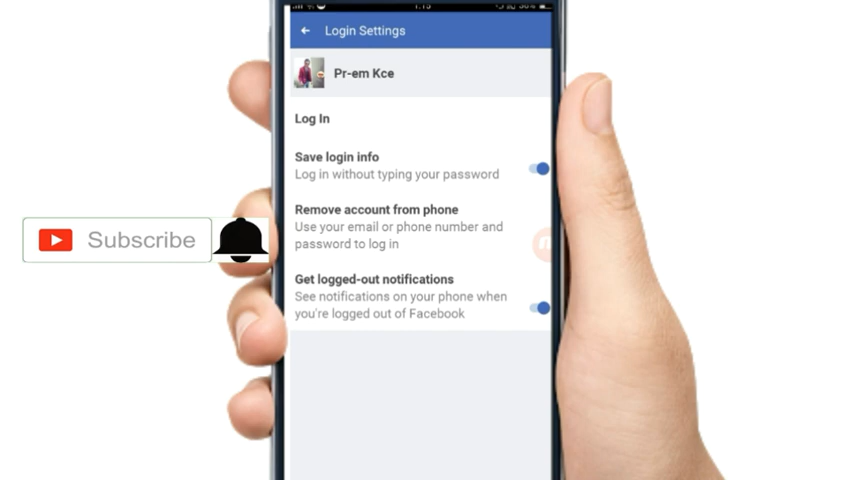 1:15
Login Settings
Pr-em Kce
Log In
Save login info
Log in without typing your password
Remove account from phone
Use your email or phone number and
password to log in
Get logged-out notifications
See notifications on your phone when
you're logged out of Facebook
Subscribe